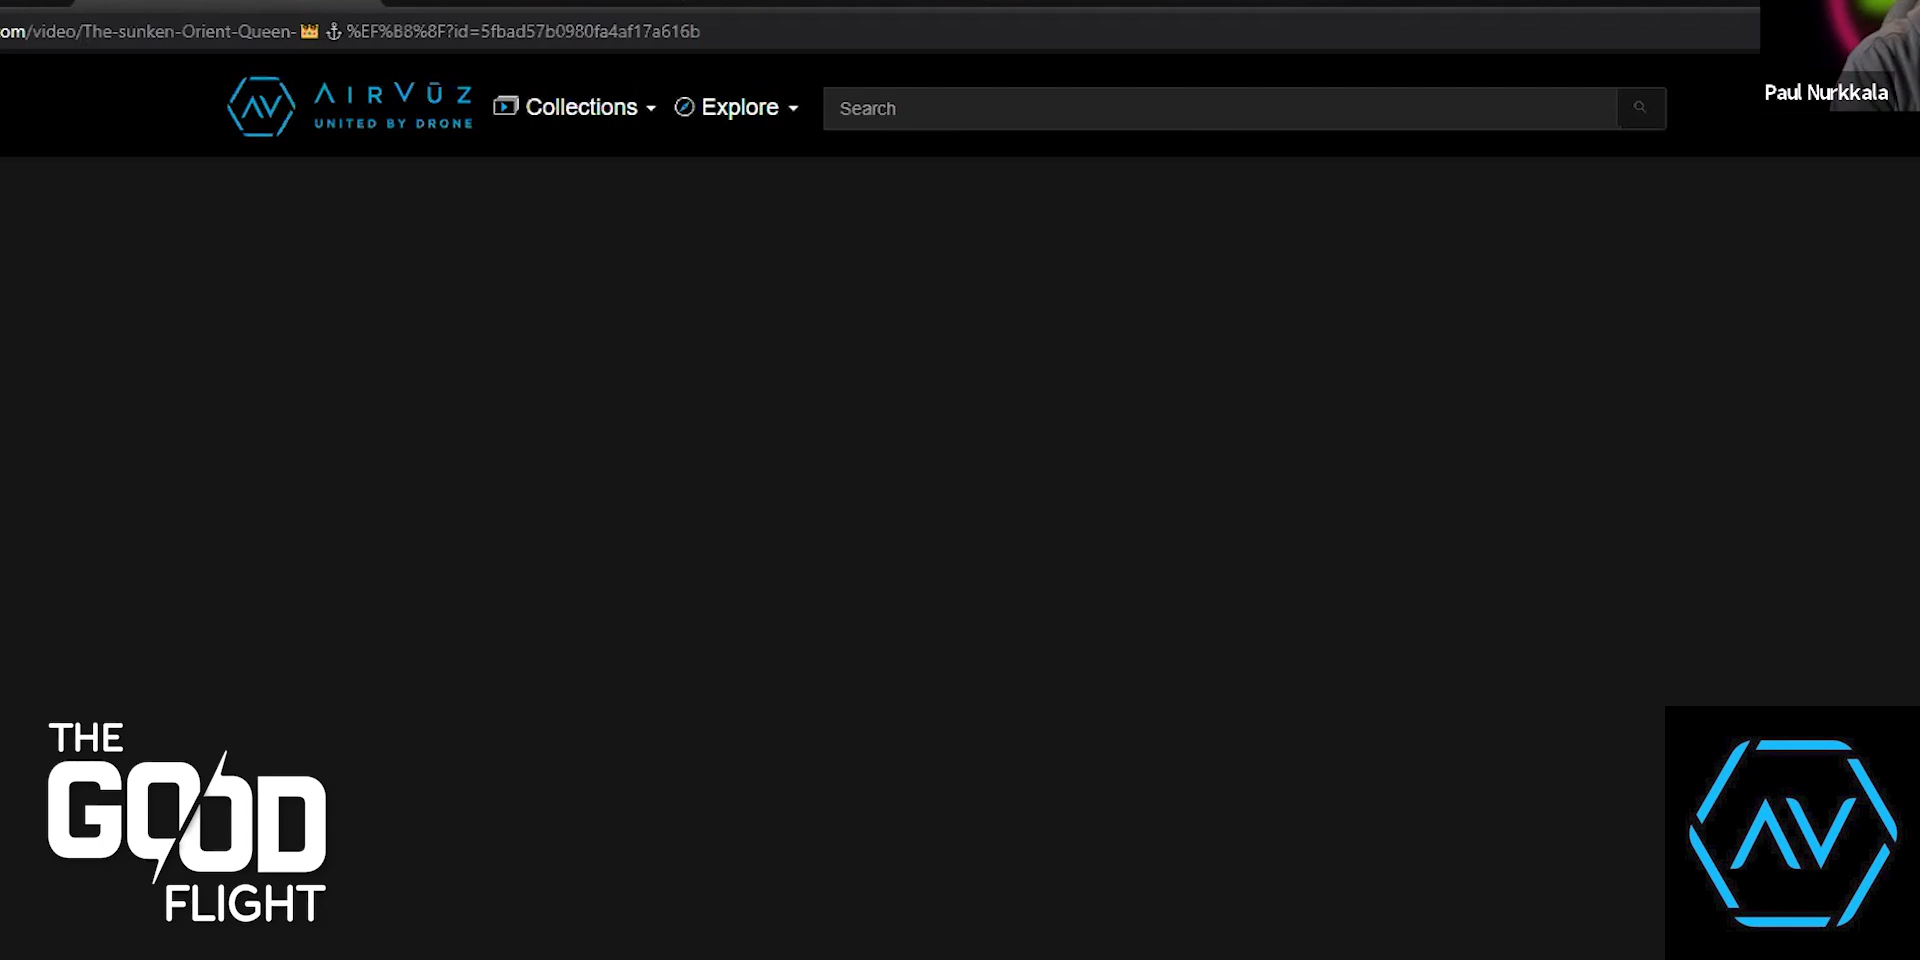 om/video/The-sunken-Orient-Queen-👑⚓%EF%B8%8F?id=5fbad57b0980fa4af17a616b
AIRVŪZ
UNITED BY DRONE
Collections
Explore
Search
Paul Nurkkala
THE
GOOD
FLIGHT
AV